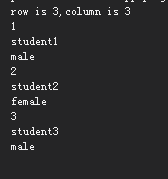 row is 3,column is 3
1
student1
male
2
student2
female
3
student3
male